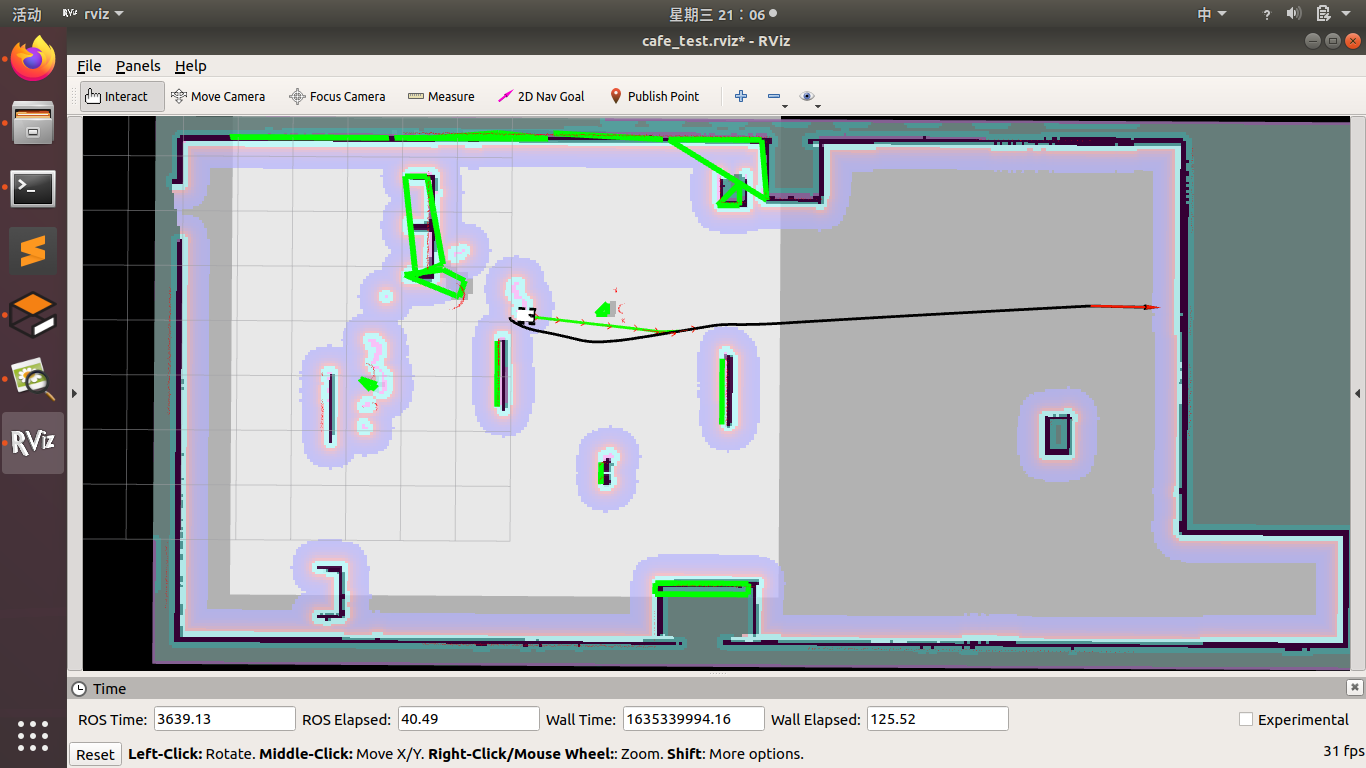 活动 RViz rviz 星期三 21：06 中 ?
cafe_test.rviz* - RViz
File Panels Help
Interact Move Camera Focus Camera Measure 2D Nav Goal Publish Point
RViz
Time
ROS Time: 3639.13 ROS Elapsed: 40.49 Wall Time: 1635339994.16 Wall Elapsed: 125.52 Experimental
Reset Left-Click: Rotate. Middle-Click: Move X/Y. Right-Click/Mouse Wheel:: Zoom. Shift: More options. 31 fps